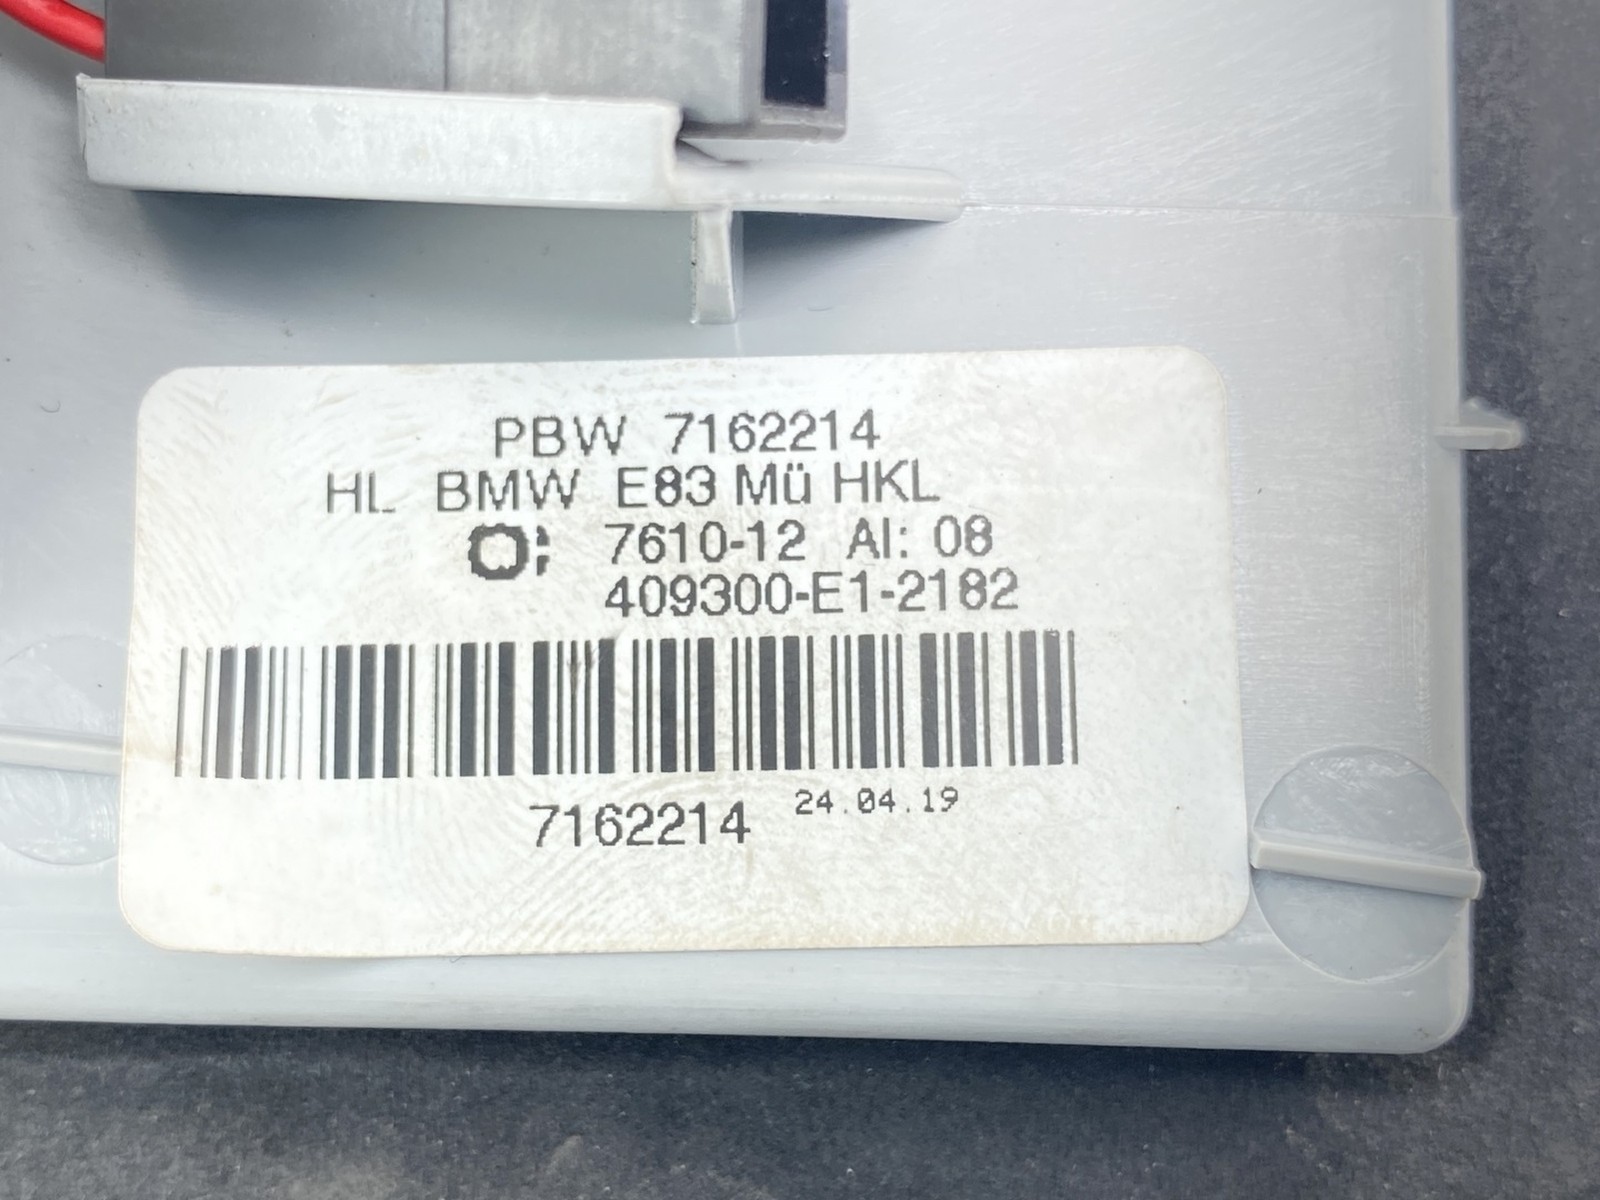 PBW 7162214
HL BMW E83 Mü HKL
7610-12 AI: 08
409300-E1-2182
7162214 24.04.19